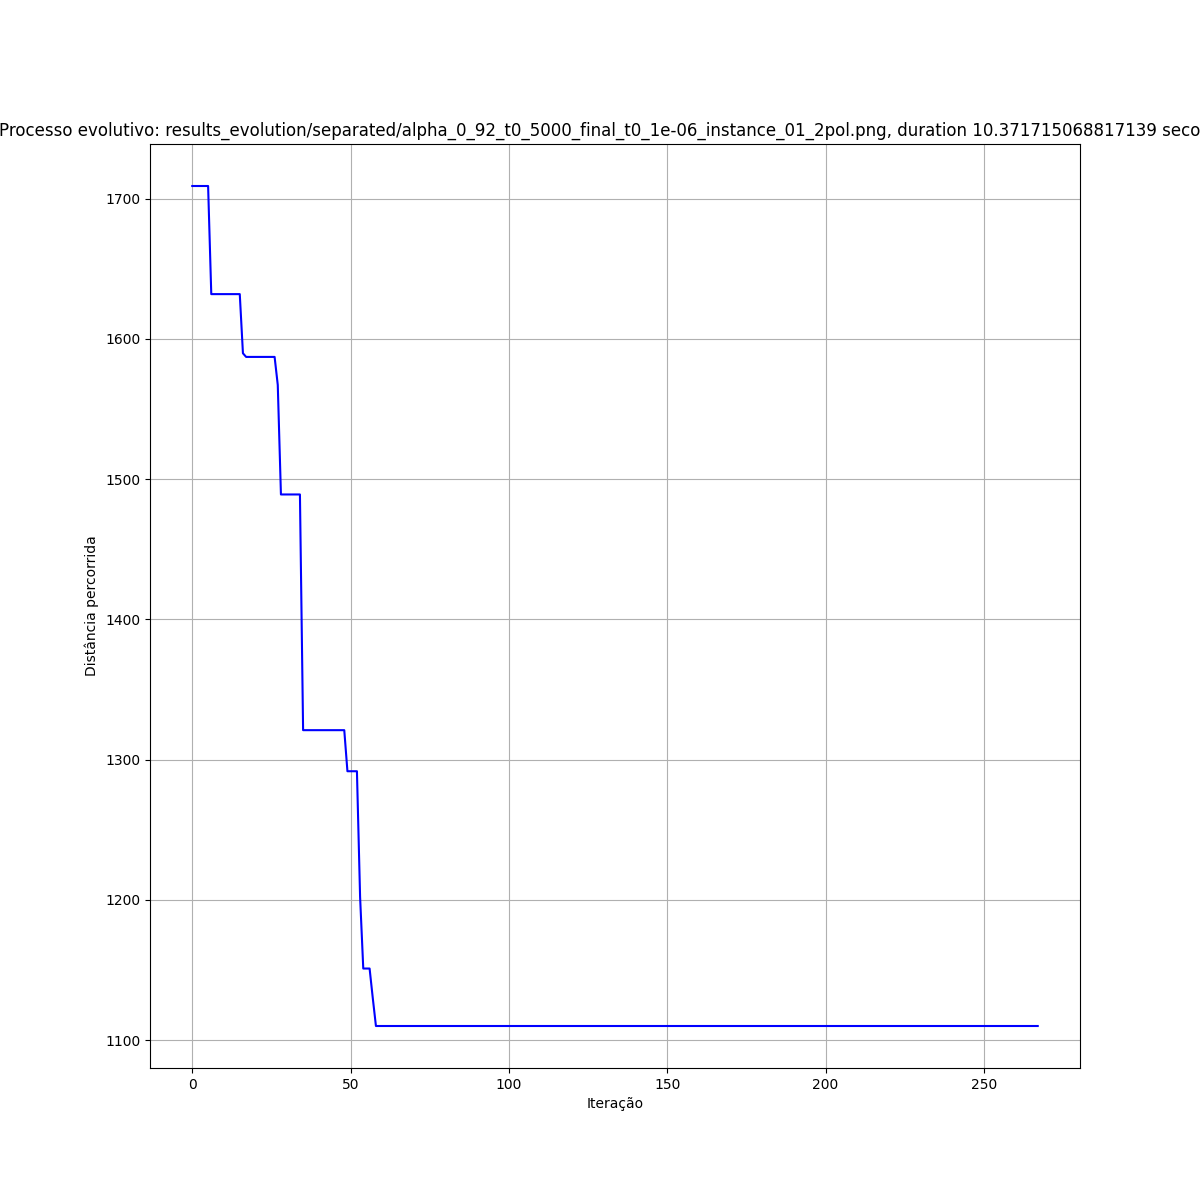 Processo evolutivo: results_evolution/separated/alpha_0_92_t0_5000_final_t0_1e-06_instance_01_2pol.png, duration 10.371715068817139 seco
1700
1600
1500
1400
1300
1200
1100
Distância percorrida
0 50 100 150 200 250
Iteração